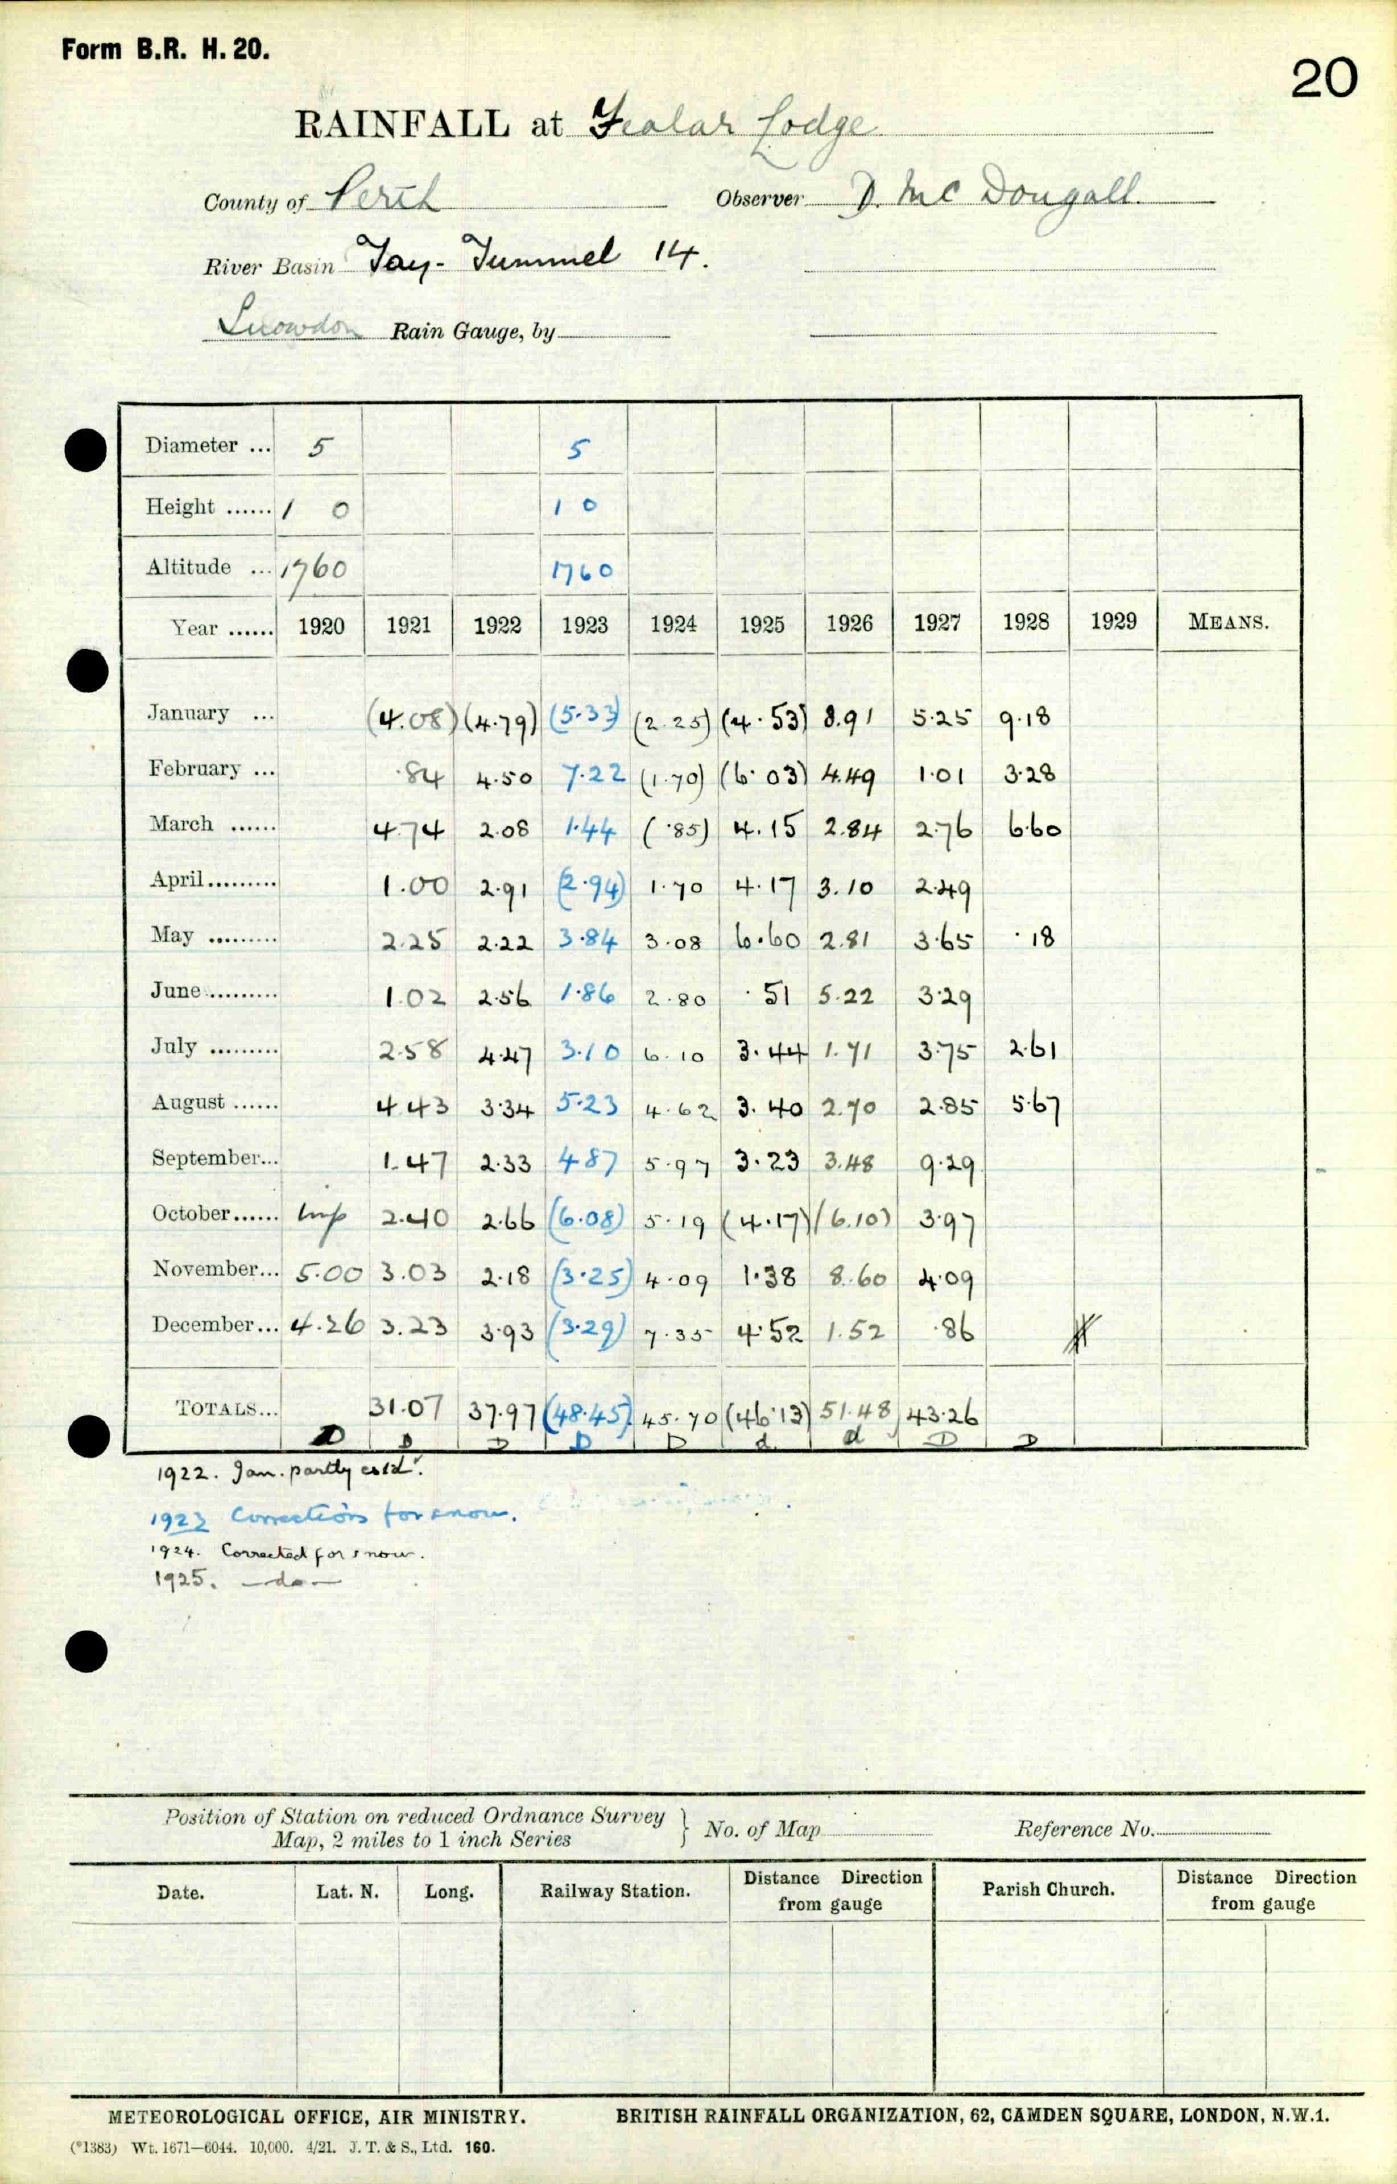 Form B.R. H. 20.
20
RAINFALL at Fealar Lodge
County of Perth Observer D. McDougall.
River Basin Tay - Tummel 14.
Snowdon Rain Gauge, by
Diameter ... 5 5
Height ...... 1 0 1 0
Altitude ... 1760 1760
Year ...... 1920 1921 1922 1923 1924 1925 1926 1927 1928 1929 MEANS.
January ... (4.08) (4.79) (5.33) (2.25) (4.53) 8.91 5.25 9.18
February ... .84 4.50 7.22 (1.70) (6.03) 4.49 1.01 3.28
March ...... 4.74 2.08 1.44 (.85) 4.15 2.84 2.76 6.60
April......... 1.00 2.91 (2.94) 1.70 4.17 3.10 2.49
May ......... 2.25 2.22 3.84 3.08 6.60 2.81 3.65 .18
June ......... 1.02 2.56 1.86 2.80 .51 5.22 3.29
July ......... 2.58 4.47 3.10 6.10 3.44 1.71 3.75 2.61
August ...... 4.43 3.34 5.23 4.62 3.40 2.70 2.85 5.67
September... 1.47 2.33 4.87 5.97 3.23 3.48 9.29
October...... imp 2.40 2.66 (6.08) 5.19 (4.17) (6.10) 3.97
November... 5.00 3.03 2.18 (3.25) 4.09 1.38 8.60 4.09
December... 4.26 3.23 3.93 (3.29) 7.35 4.52 1.52 .86
TOTALS... 31.07 37.97 (48.45) 45.70 (46.13) 51.48 43.26
D D D D D d d D D
1922. Jan. partly estd.
1923 Corrections for snow.
1924. Corrected for snow.
1925. — do —
Position of Station on reduced Ordnance Survey
Map, 2 miles to 1 inch Series } No. of Map Reference No.
Date. Lat. N. Long. Railway Station. Distance Direction from gauge Parish Church. Distance Direction from gauge
METEOROLOGICAL OFFICE, AIR MINISTRY. BRITISH RAINFALL ORGANIZATION, 62, CAMDEN SQUARE, LONDON, N.W.1.
(*1383) Wt. 1671—6044. 10,000. 4/21. J. T. & S., Ltd. 160.